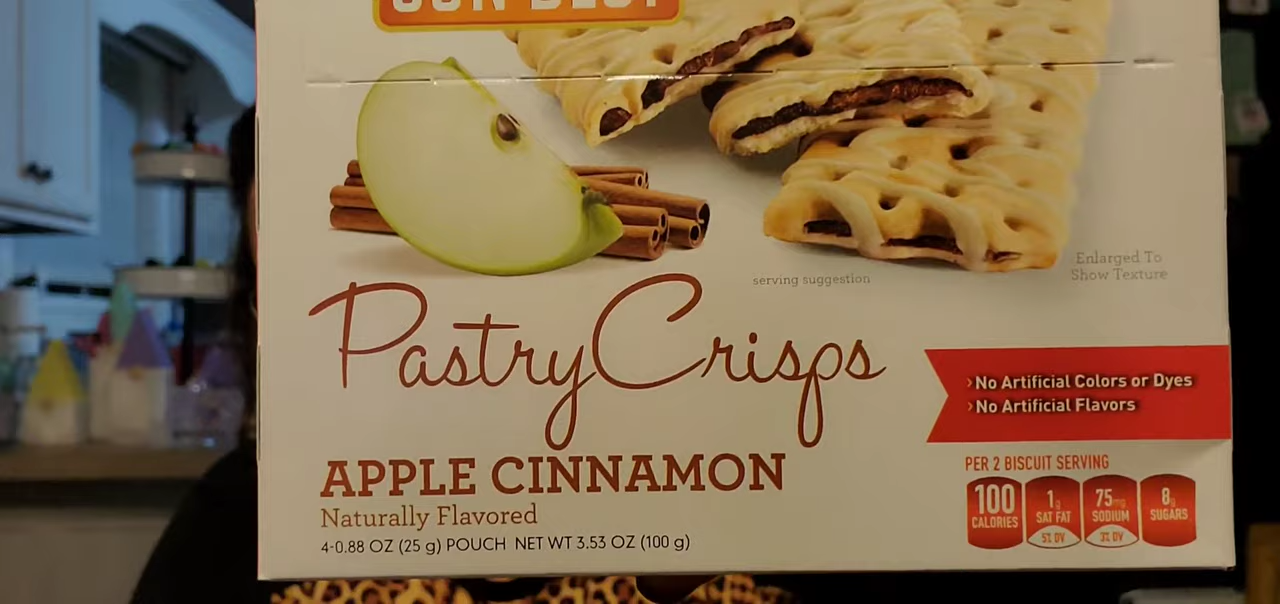 serving suggestion
Enlarged To
Show Texture
PastryCrisps
›No Artificial Colors or Dyes
›No Artificial Flavors
APPLE CINNAMON
Naturally Flavored
4-0.88 OZ (25 g) POUCH NET WT 3.53 OZ (100 g)
PER 2 BISCUIT SERVING
100 CALORIES
1g SAT FAT 5% DV
75mg SODIUM 3% DV
8g SUGARS